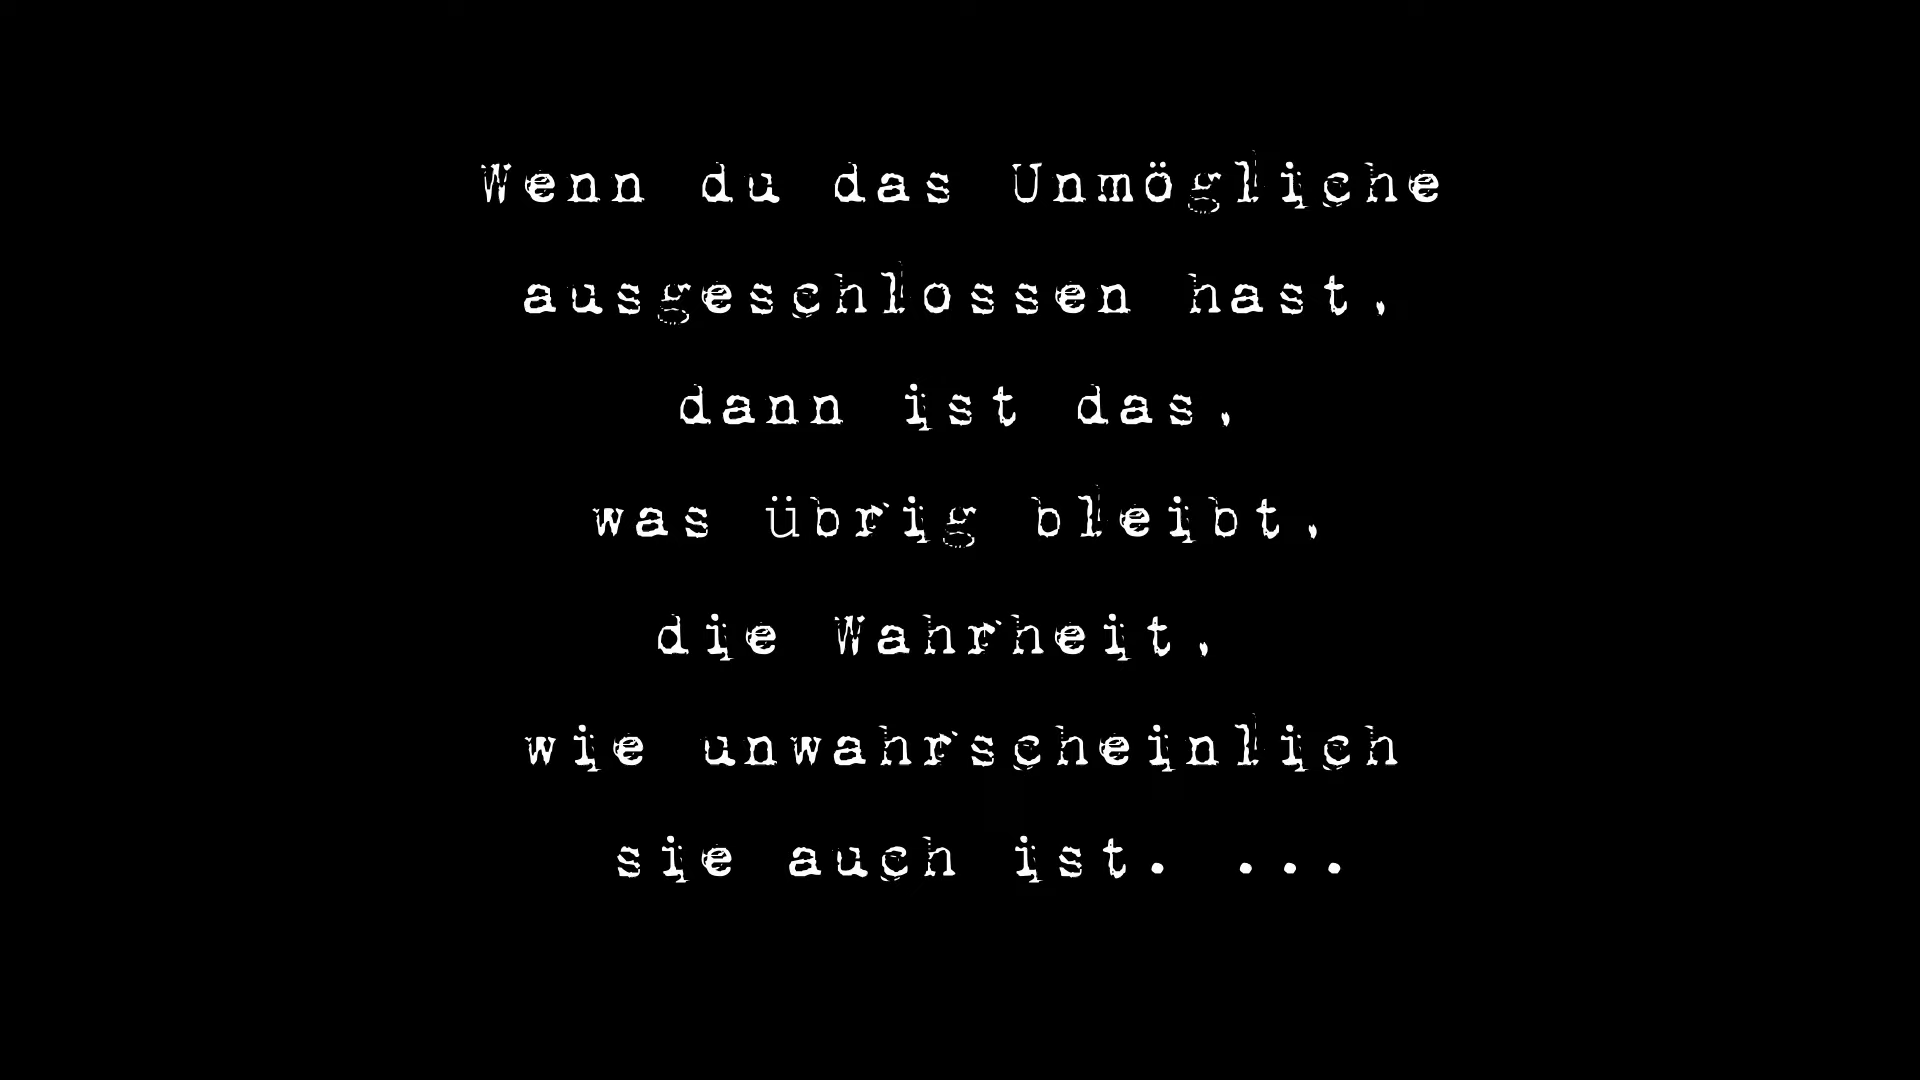 Wenn du das Unmögliche
ausgeschlossen hast,
dann ist das,
was übrig bleibt,
die Wahrheit,
wie unwahrscheinlich
sie auch ist. ...